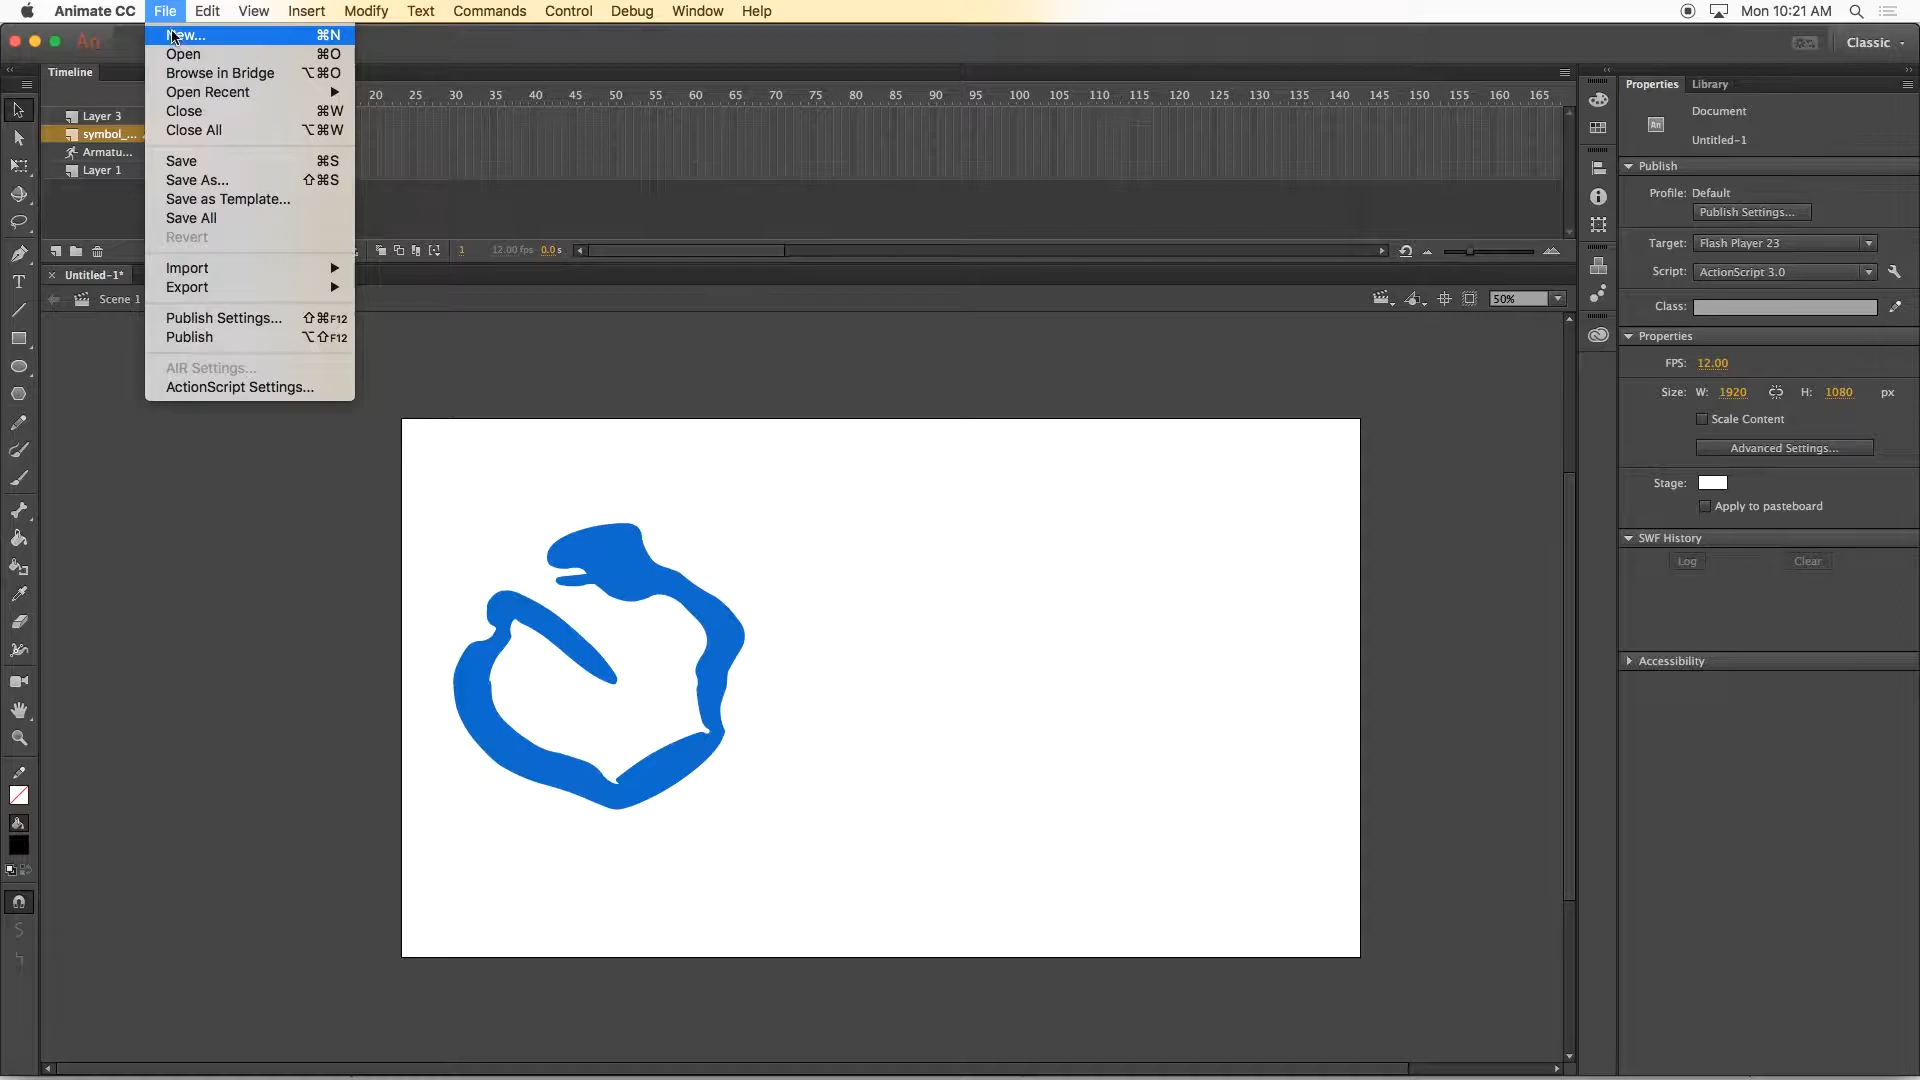 Animate CC File Edit View Insert Modify Text Commands Control Debug Window Help Mon 10:21 AM
An Classic
New... ⌘N
Open ⌘O
Browse in Bridge ⌥⌘O
Open Recent
Close ⌘W
Close All ⌥⌘W
Save ⌘S
Save As... ⇧⌘S
Save as Template...
Save All
Revert
Import
Export
Publish Settings... ⇧⌘F12
Publish ⌥⇧F12
AIR Settings...
ActionScript Settings...
Timeline
20 25 30 35 40 45 50 55 60 65 70 75 80 85 90 95 100 105 110 115 120 125 130 135 140 145 150 155 160 165
Layer 3
symbol_...
Armatu...
Layer 1
1 12.00 fps 0.0 s
Untitled-1*
Scene 1
50%
Properties Library
Document
An
Untitled-1
Publish
Profile: Default
Publish Settings...
Target: Flash Player 23
Script: ActionScript 3.0
Class:
Properties
FPS: 12.00
Size: W: 1920 H: 1080 px
Scale Content
Advanced Settings...
Stage:
Apply to pasteboard
SWF History
Log Clear
Accessibility